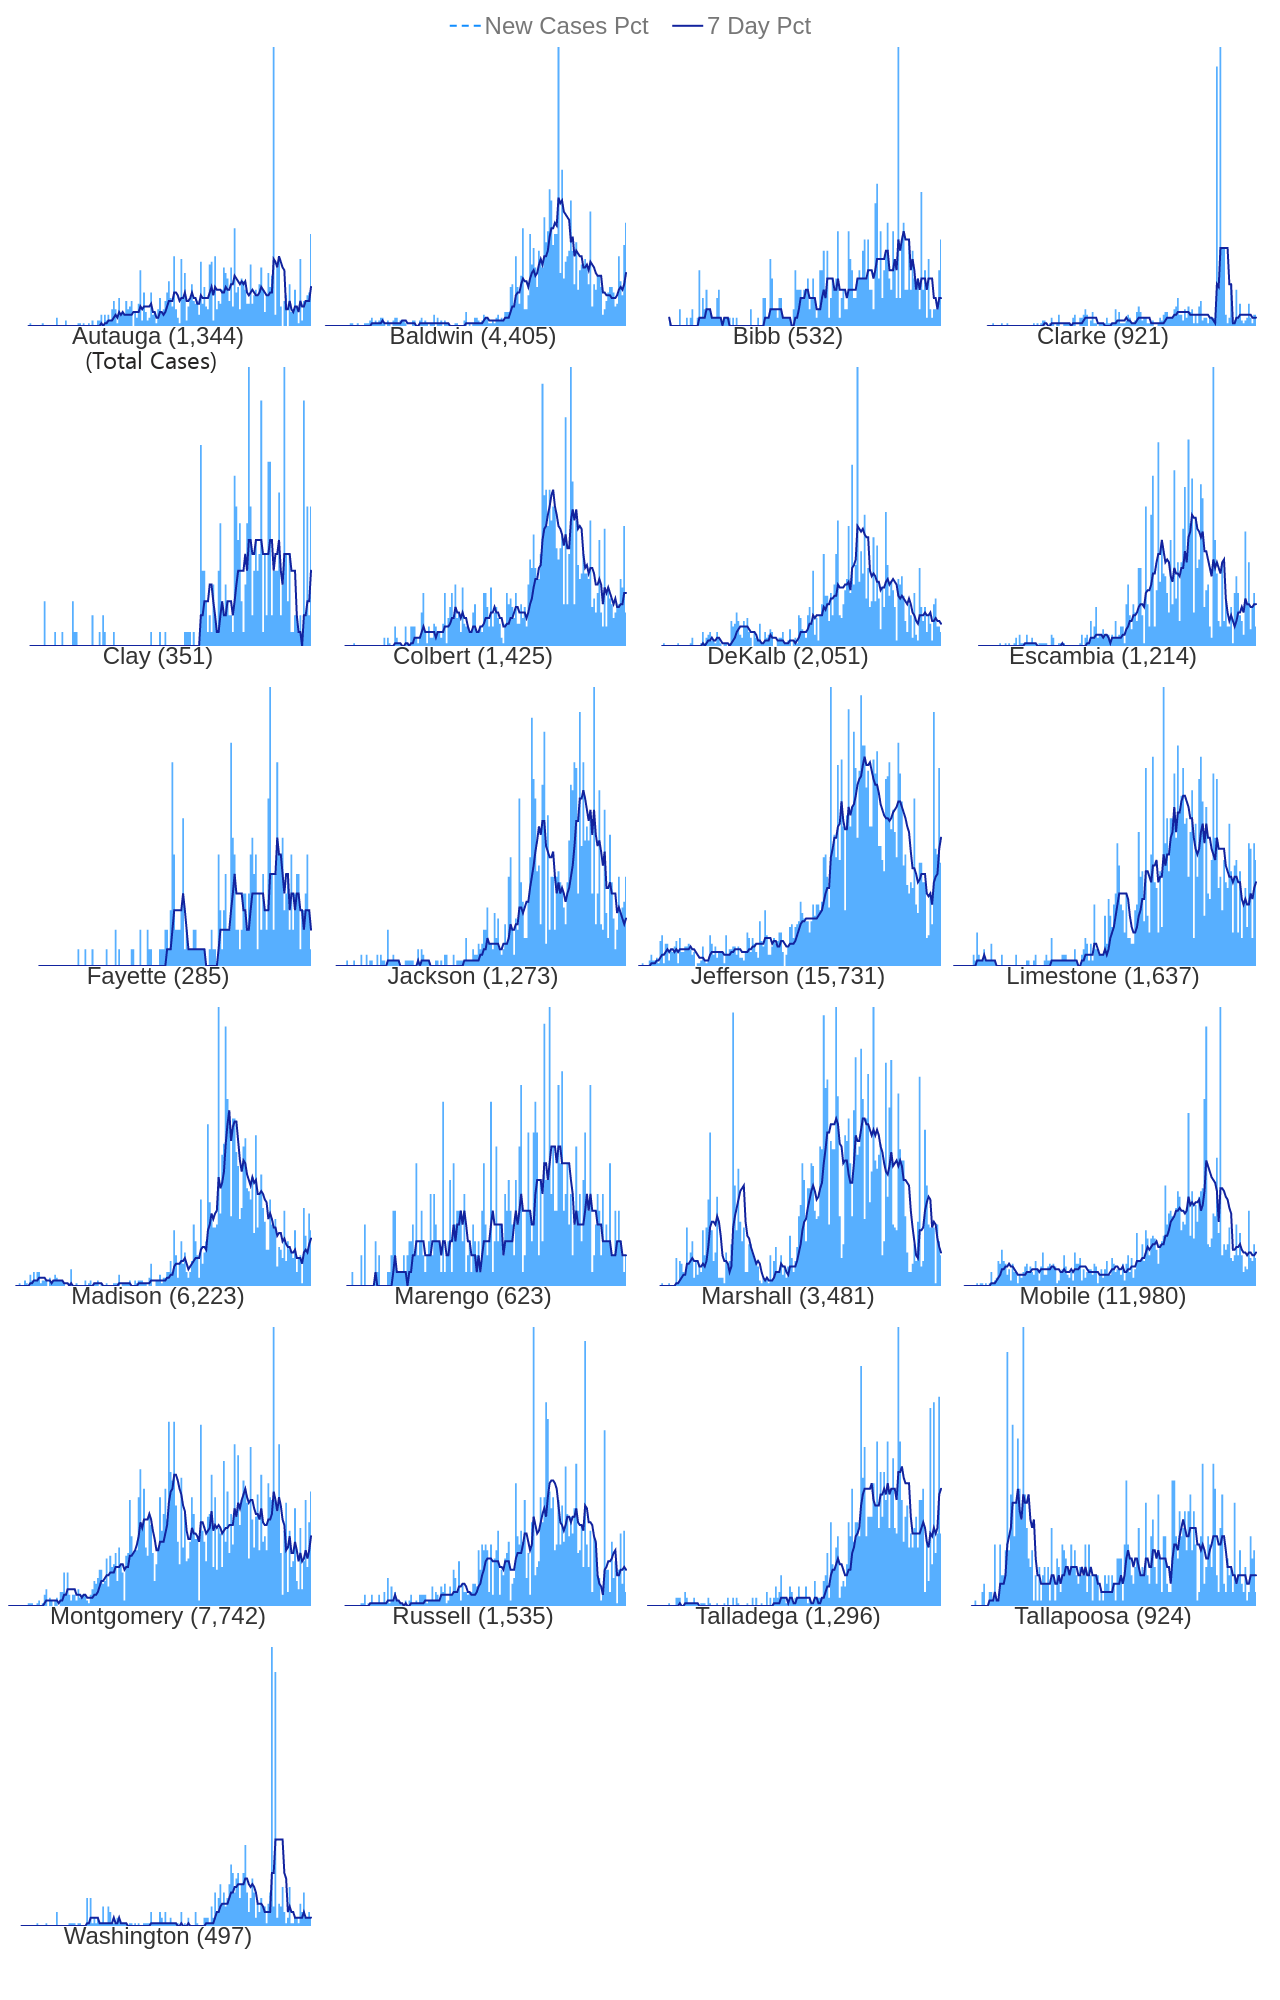 New Cases Pct 7 Day Pct
Autauga (1,344) Baldwin (4,405) Bibb (532) Clarke (921)
(Total Cases)
Clay (351) Colbert (1,425) DeKalb (2,051) Escambia (1,214)
Fayette (285) Jackson (1,273) Jefferson (15,731) Limestone (1,637)
Madison (6,223) Marengo (623) Marshall (3,481) Mobile (11,980)
Montgomery (7,742) Russell (1,535) Talladega (1,296) Tallapoosa (924)
Washington (497)